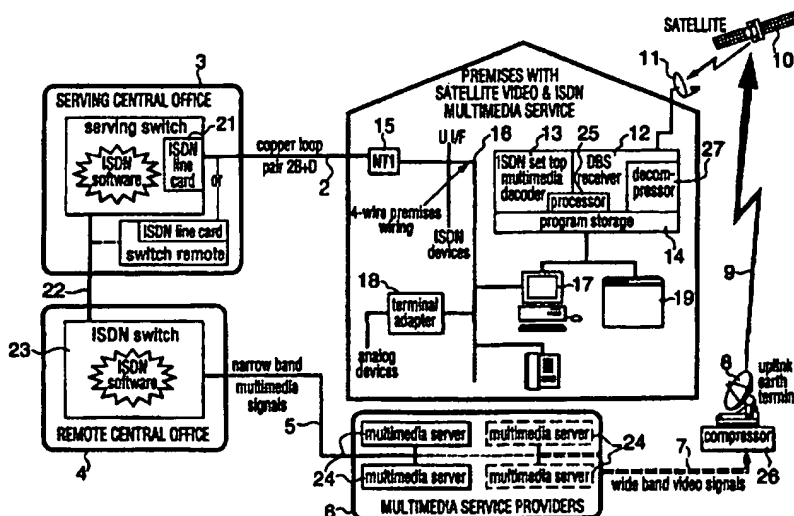 3
SERVING CENTRAL OFFICE
serving switch
21
ISDN
software
ISDN
line
card
or
ISDN line card
switch remote
22
copper loop
pair 2B+D
2
ISDN switch
23
ISDN
software
REMOTE CENTRAL OFFICE
4
narrow band
multimedia
signals
5
PREMISES WITH
SATELLITE VIDEO & ISDN
MULTIMEDIA SERVICE
15
NT1
U I/F
16
4-wire premises
wiring
ISDN
devices
13
25
12
27
ISDN set top
multimedia
decoder
DBS
receiver
decom-
pressor
processor
program storage
14
18
terminal
adapter
analog
devices
17
19
11
SATELLITE
10
9
8
uplink
earth
termin
compressor
26
7
wide band video signals
multimedia server
multimedia server
24
multimedia server
multimedia server
24
24
MULTIMEDIA SERVICE PROVIDERS
6